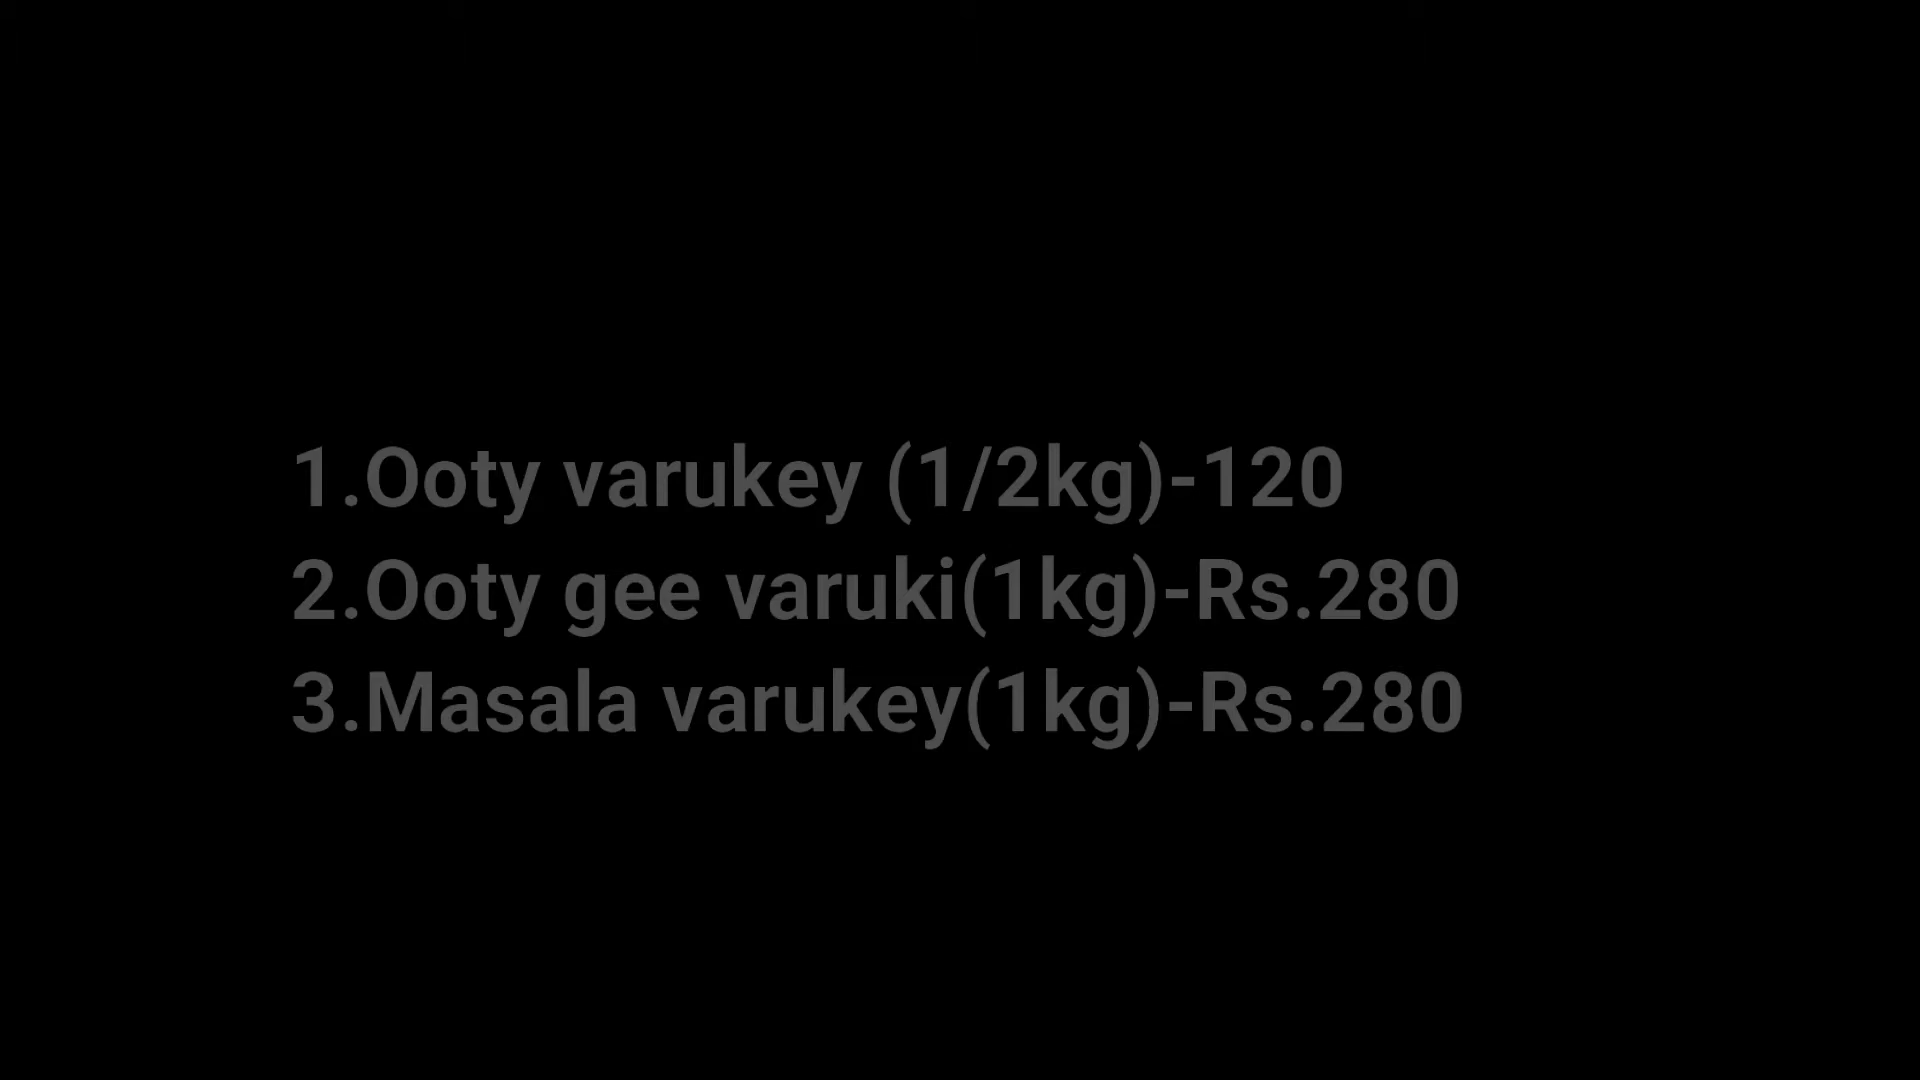 1.Ooty varukey (1/2kg)-120
2.Ooty gee varuki(1kg)-Rs.280
3.Masala varukey(1kg)-Rs.280